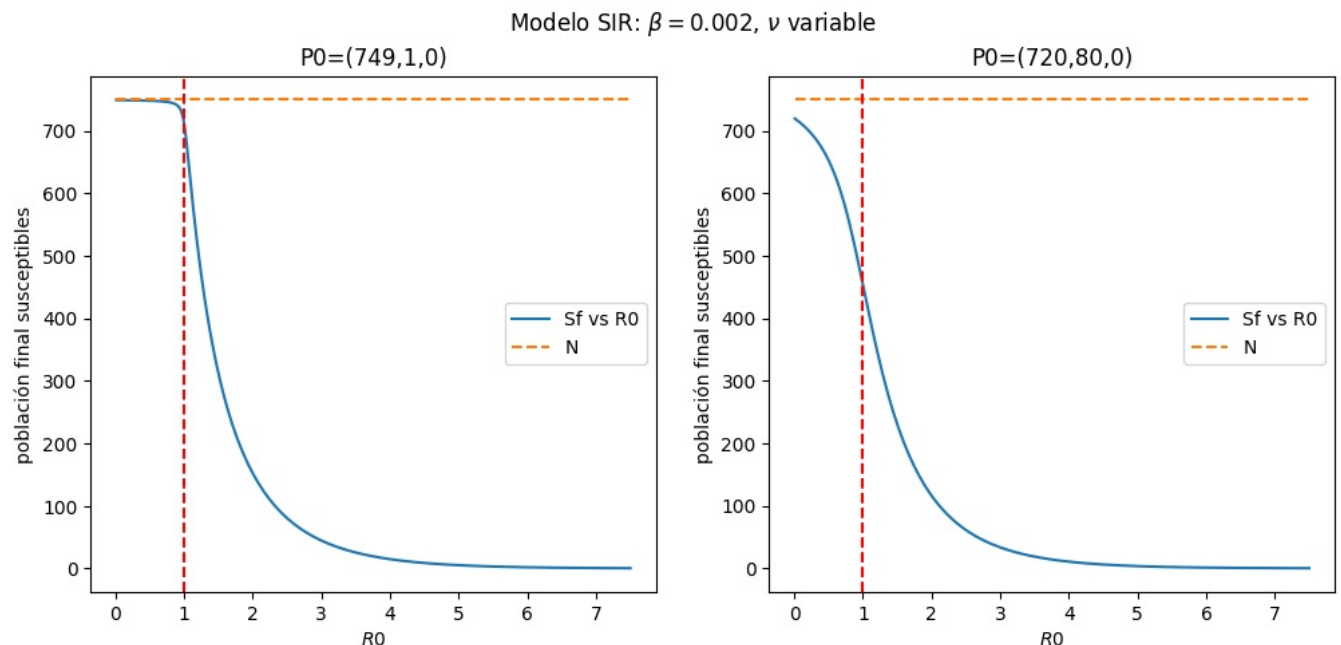 Modelo SIR: β = 0.002, ν variable
P0=(749,1,0)
700
600
500
400
300
200
100
0
población final susceptibles
Sf vs R0
N
0 1 2 3 4 5 6 7
R0
P0=(720,80,0)
700
600
500
400
300
200
100
0
población final susceptibles
Sf vs R0
N
0 1 2 3 4 5 6 7
R0